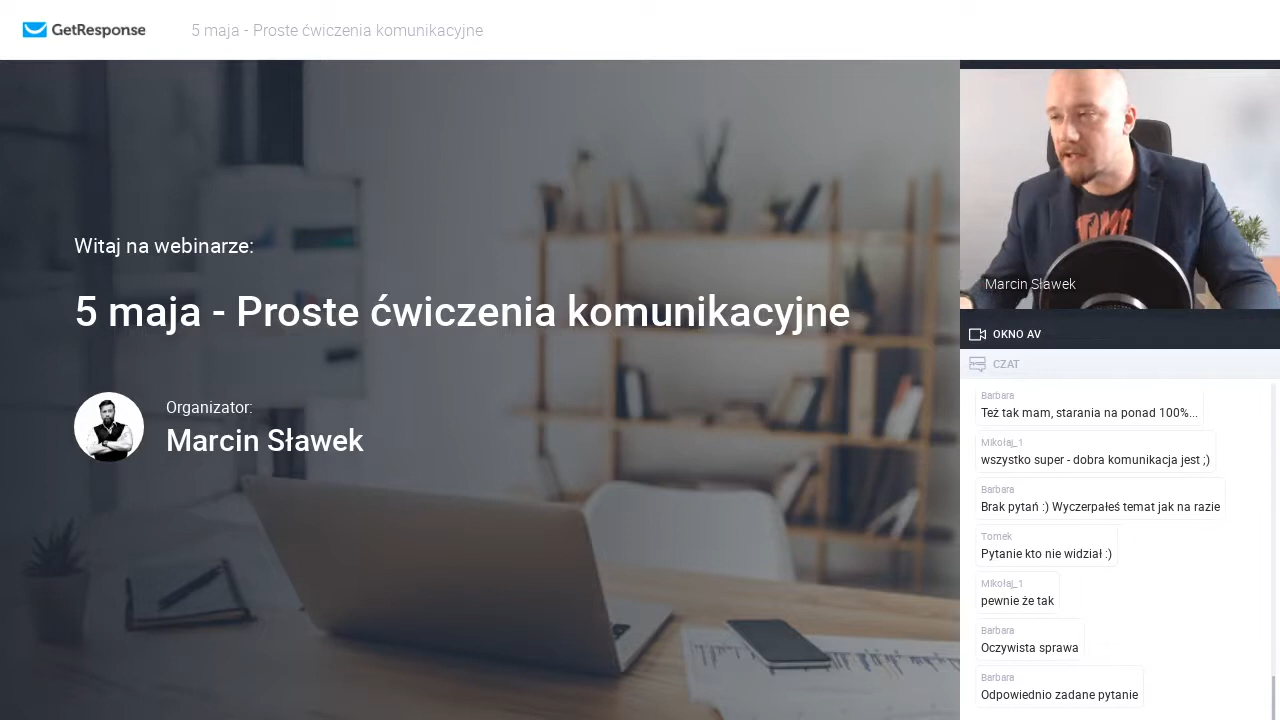 GetResponse
5 maja - Proste ćwiczenia komunikacyjne
Witaj na webinarze:
5 maja - Proste ćwiczenia komunikacyjne
Organizator:
Marcin Sławek
Marcin Sławek
OKNO AV
CZAT
Barbara
Też tak mam, starania na ponad 100%...
Mikołaj_1
wszystko super - dobra komunikacja jest ;)
Barbara
Brak pytań :) Wyczerpałeś temat jak na razie
Tomek
Pytanie kto nie widział :)
Mikołaj_1
pewnie że tak
Barbara
Oczywista sprawa
Barbara
Odpowiednio zadane pytanie